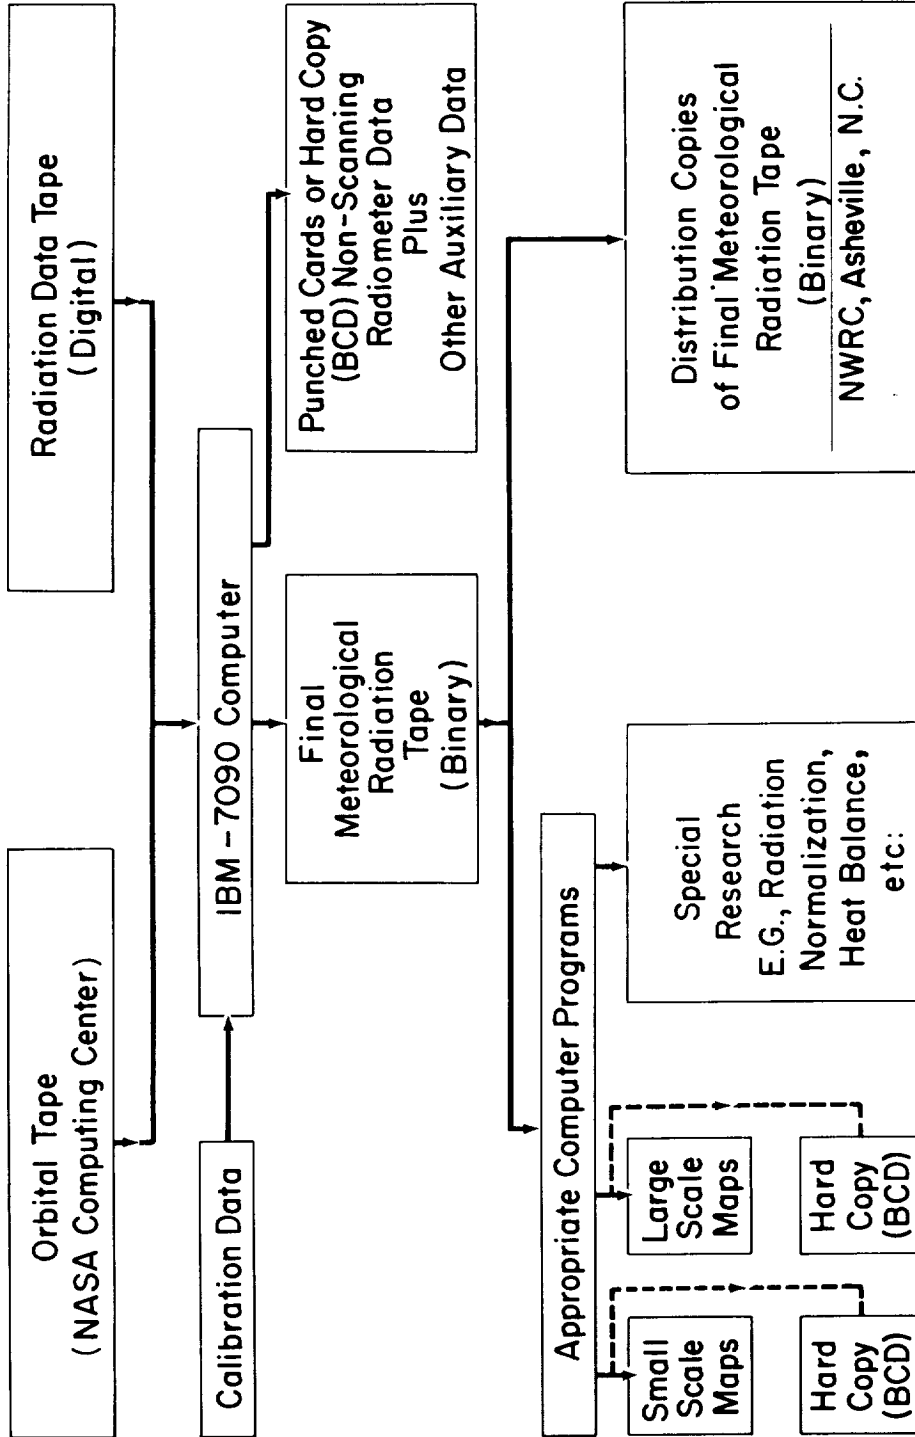 Orbital Tape
(NASA Computing Center)
Radiation Data Tape
(Digital)
Calibration Data
IBM-7090 Computer
Final
Meteorological
Radiation
Tape
(Binary)
Punched Cards or Hard Copy
(BCD) Non-Scanning
Radiometer Data
Plus
Other Auxiliary Data
Appropriate Computer Programs
Small
Scale
Maps
Hard
Copy
(BCD)
Large
Scale
Maps
Hard
Copy
(BCD)
Special
Research
E.G., Radiation
Normalization,
Heat Balance,
etc:
Distribution Copies
of Final Meteorological
Radiation Tape
(Binary)
NWRC, Asheville, N.C.